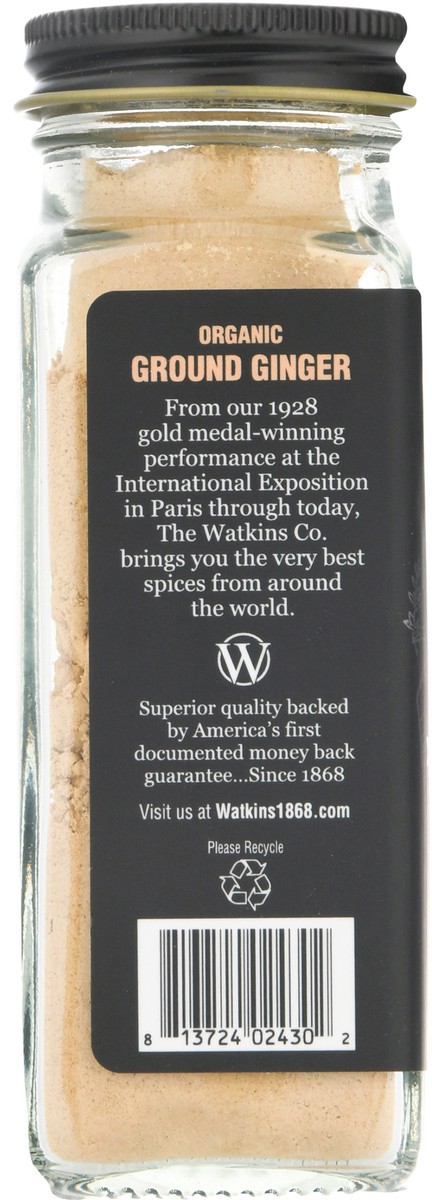 ORGANIC
GROUND GINGER
From our 1928
gold medal-winning
performance at the
International Exposition
in Paris through today,
The Watkins Co.
brings you the very best
spices from around
the world.
W
Superior quality backed
by America's first
documented money back
guarantee...Since 1868
Visit us at Watkins1868.com
Please Recycle
8 13724 02430 2